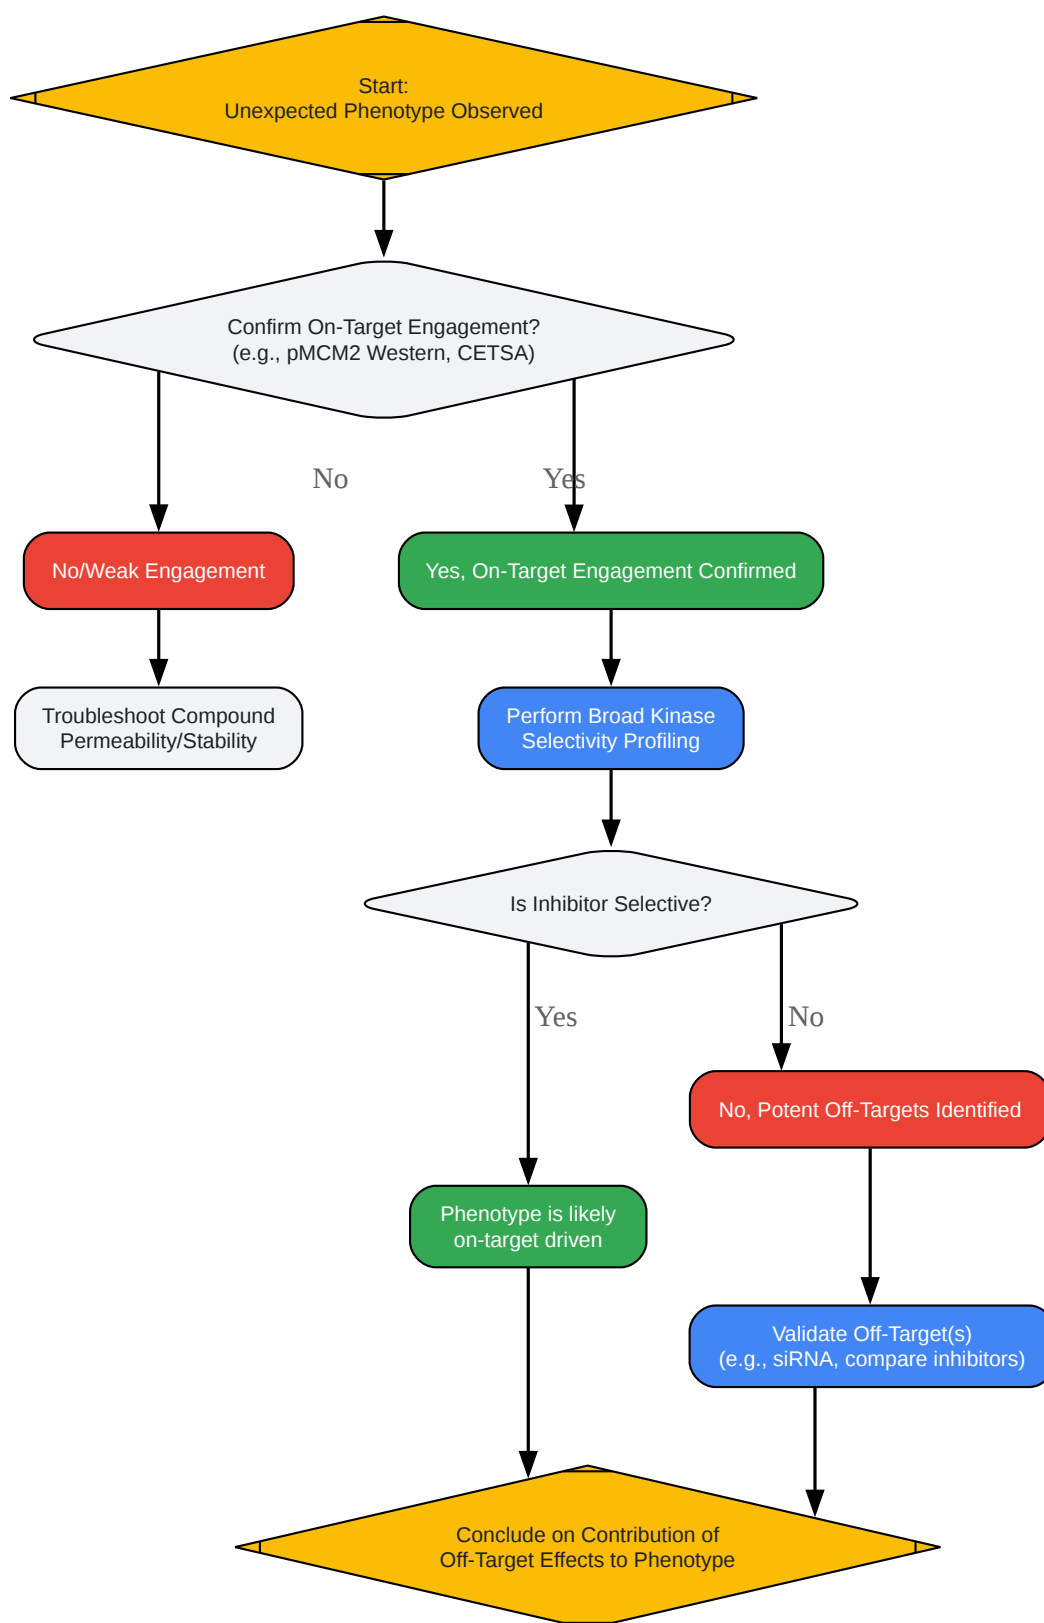 Start:
Unexpected Phenotype Observed
Confirm On-Target Engagement?
(e.g., pMCM2 Western, CETSA)
No
Yes
No/Weak Engagement
Yes, On-Target Engagement Confirmed
Troubleshoot Compound
Permeability/Stability
Perform Broad Kinase
Selectivity Profiling
Is Inhibitor Selective?
Yes
No
No, Potent Off-Targets Identified
Phenotype is likely
on-target driven
Validate Off-Target(s)
(e.g., siRNA, compare inhibitors)
Conclude on Contribution of
Off-Target Effects to Phenotype